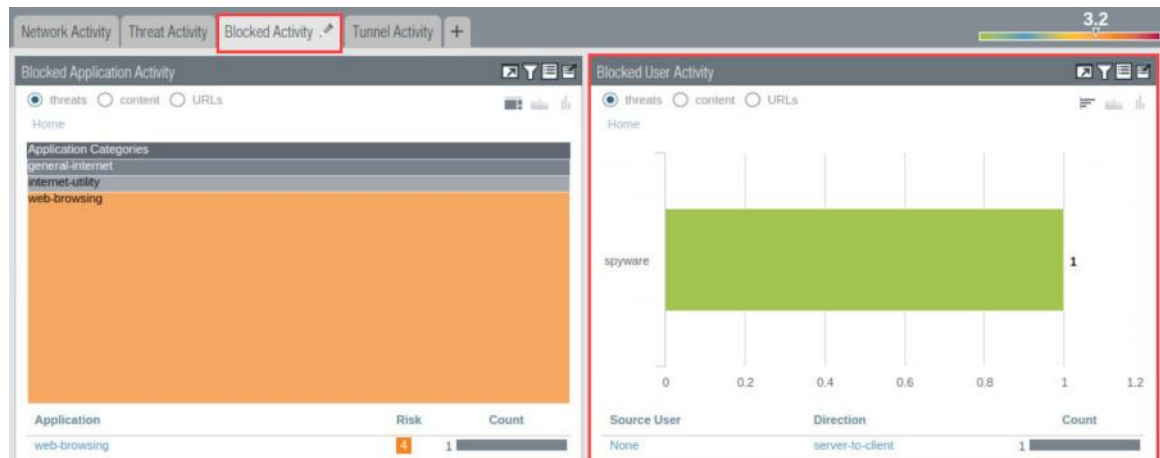 Network Activity Threat Activity Blocked Activity Tunnel Activity +
3.2
Blocked Application Activity
threats content URLs
Home
Application Categories
general-internet
internet-utility
web-browsing
Application Risk Count
web-browsing 4 1
Blocked User Activity
threats content URLs
Home
spyware
1
0 0.2 0.4 0.6 0.8 1 1.2
Source User Direction Count
None server-to-client 1